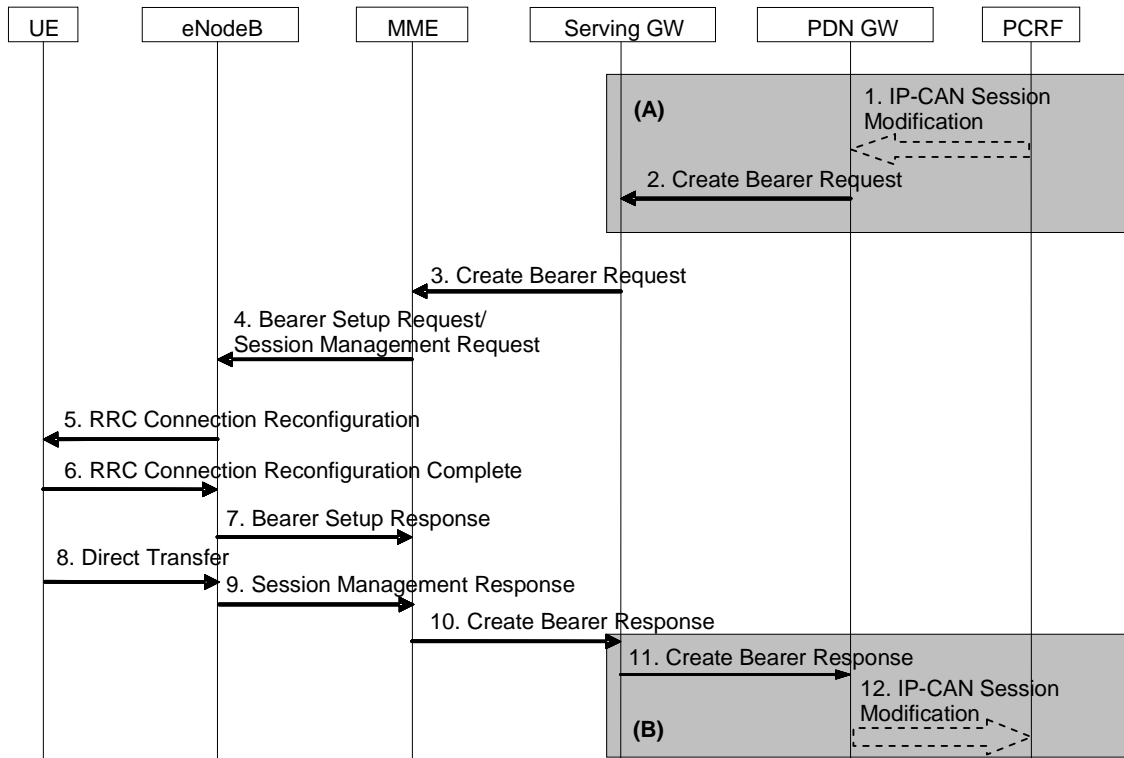 UE
eNodeB
MME
Serving GW
PDN GW
PCRF
(A)
1. IP-CAN Session
Modification
2. Create Bearer Request
3. Create Bearer Request
4. Bearer Setup Request/
Session Management Request
5. RRC Connection Reconfiguration
6. RRC Connection Reconfiguration Complete
7. Bearer Setup Response
8. Direct Transfer
9. Session Management Response
10. Create Bearer Response
11. Create Bearer Response
12. IP-CAN Session
Modification
(B)